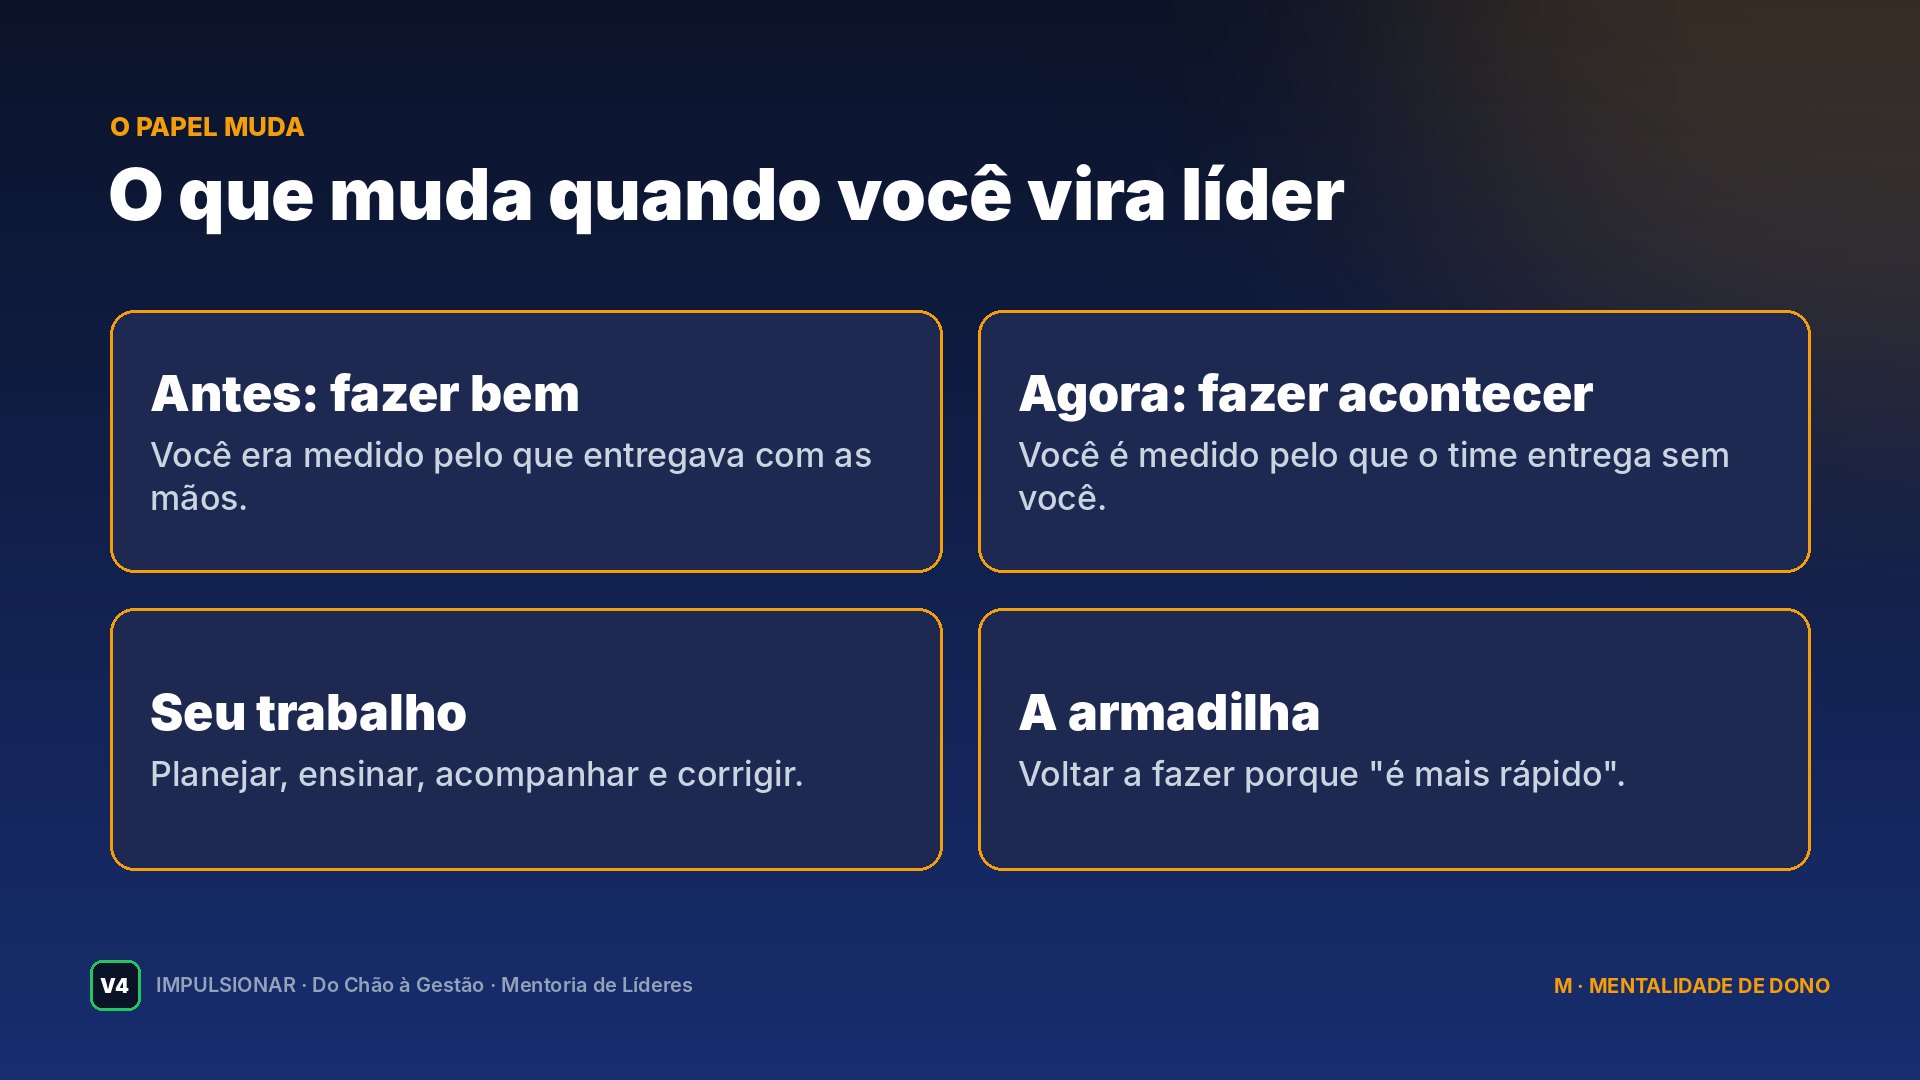 O PAPEL MUDA
O que muda quando você vira líder
Antes: fazer bem
Você era medido pelo que entregava com as
mãos.
Agora: fazer acontecer
Você é medido pelo que o time entrega sem
você.
Seu trabalho
Planejar, ensinar, acompanhar e corrigir.
A armadilha
Voltar a fazer porque "é mais rápido".
V4
IMPULSIONAR · Do Chão à Gestão · Mentoria de Líderes
M · MENTALIDADE DE DONO